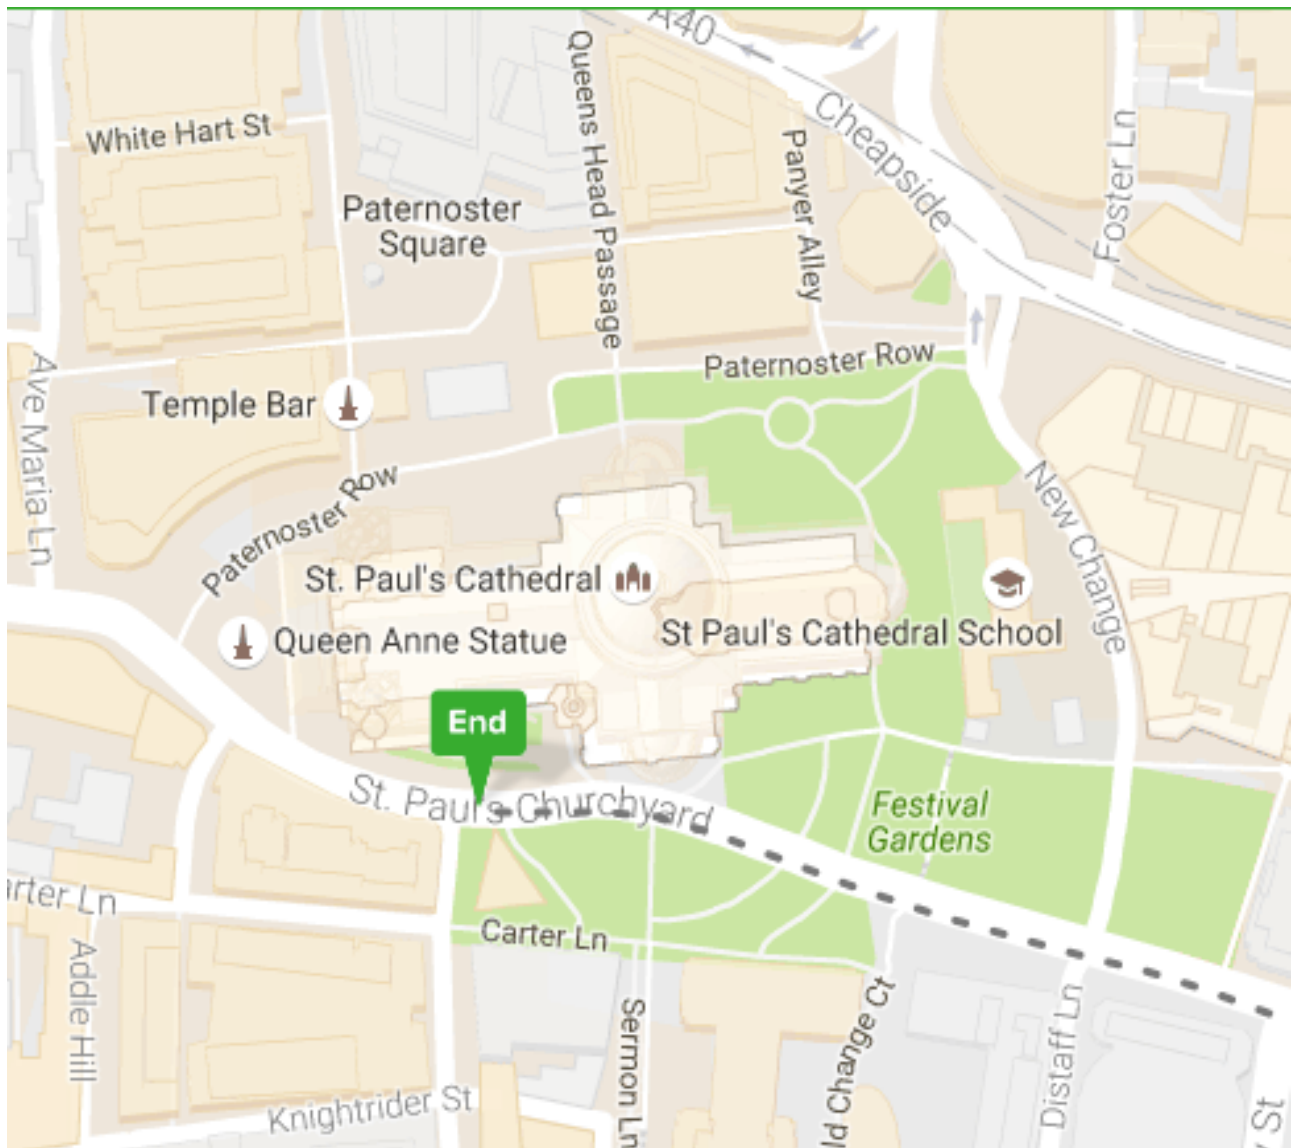 A40
Queens Head Passage
White Hart St
Cheapside
Foster Ln
Panyer Alley
Paternoster
Square
Paternoster Row
Ave Maria Ln
Temple Bar
Paternoster Row
New Change
St. Paul's Cathedral
St Paul's Cathedral School
Queen Anne Statue
End
St. Paul's Churchyard
Festival
Gardens
arter Ln
Carter Ln
Addle Hill
Sermon Ln
ld Change Ct
Distaff Ln
Knightrider St
St